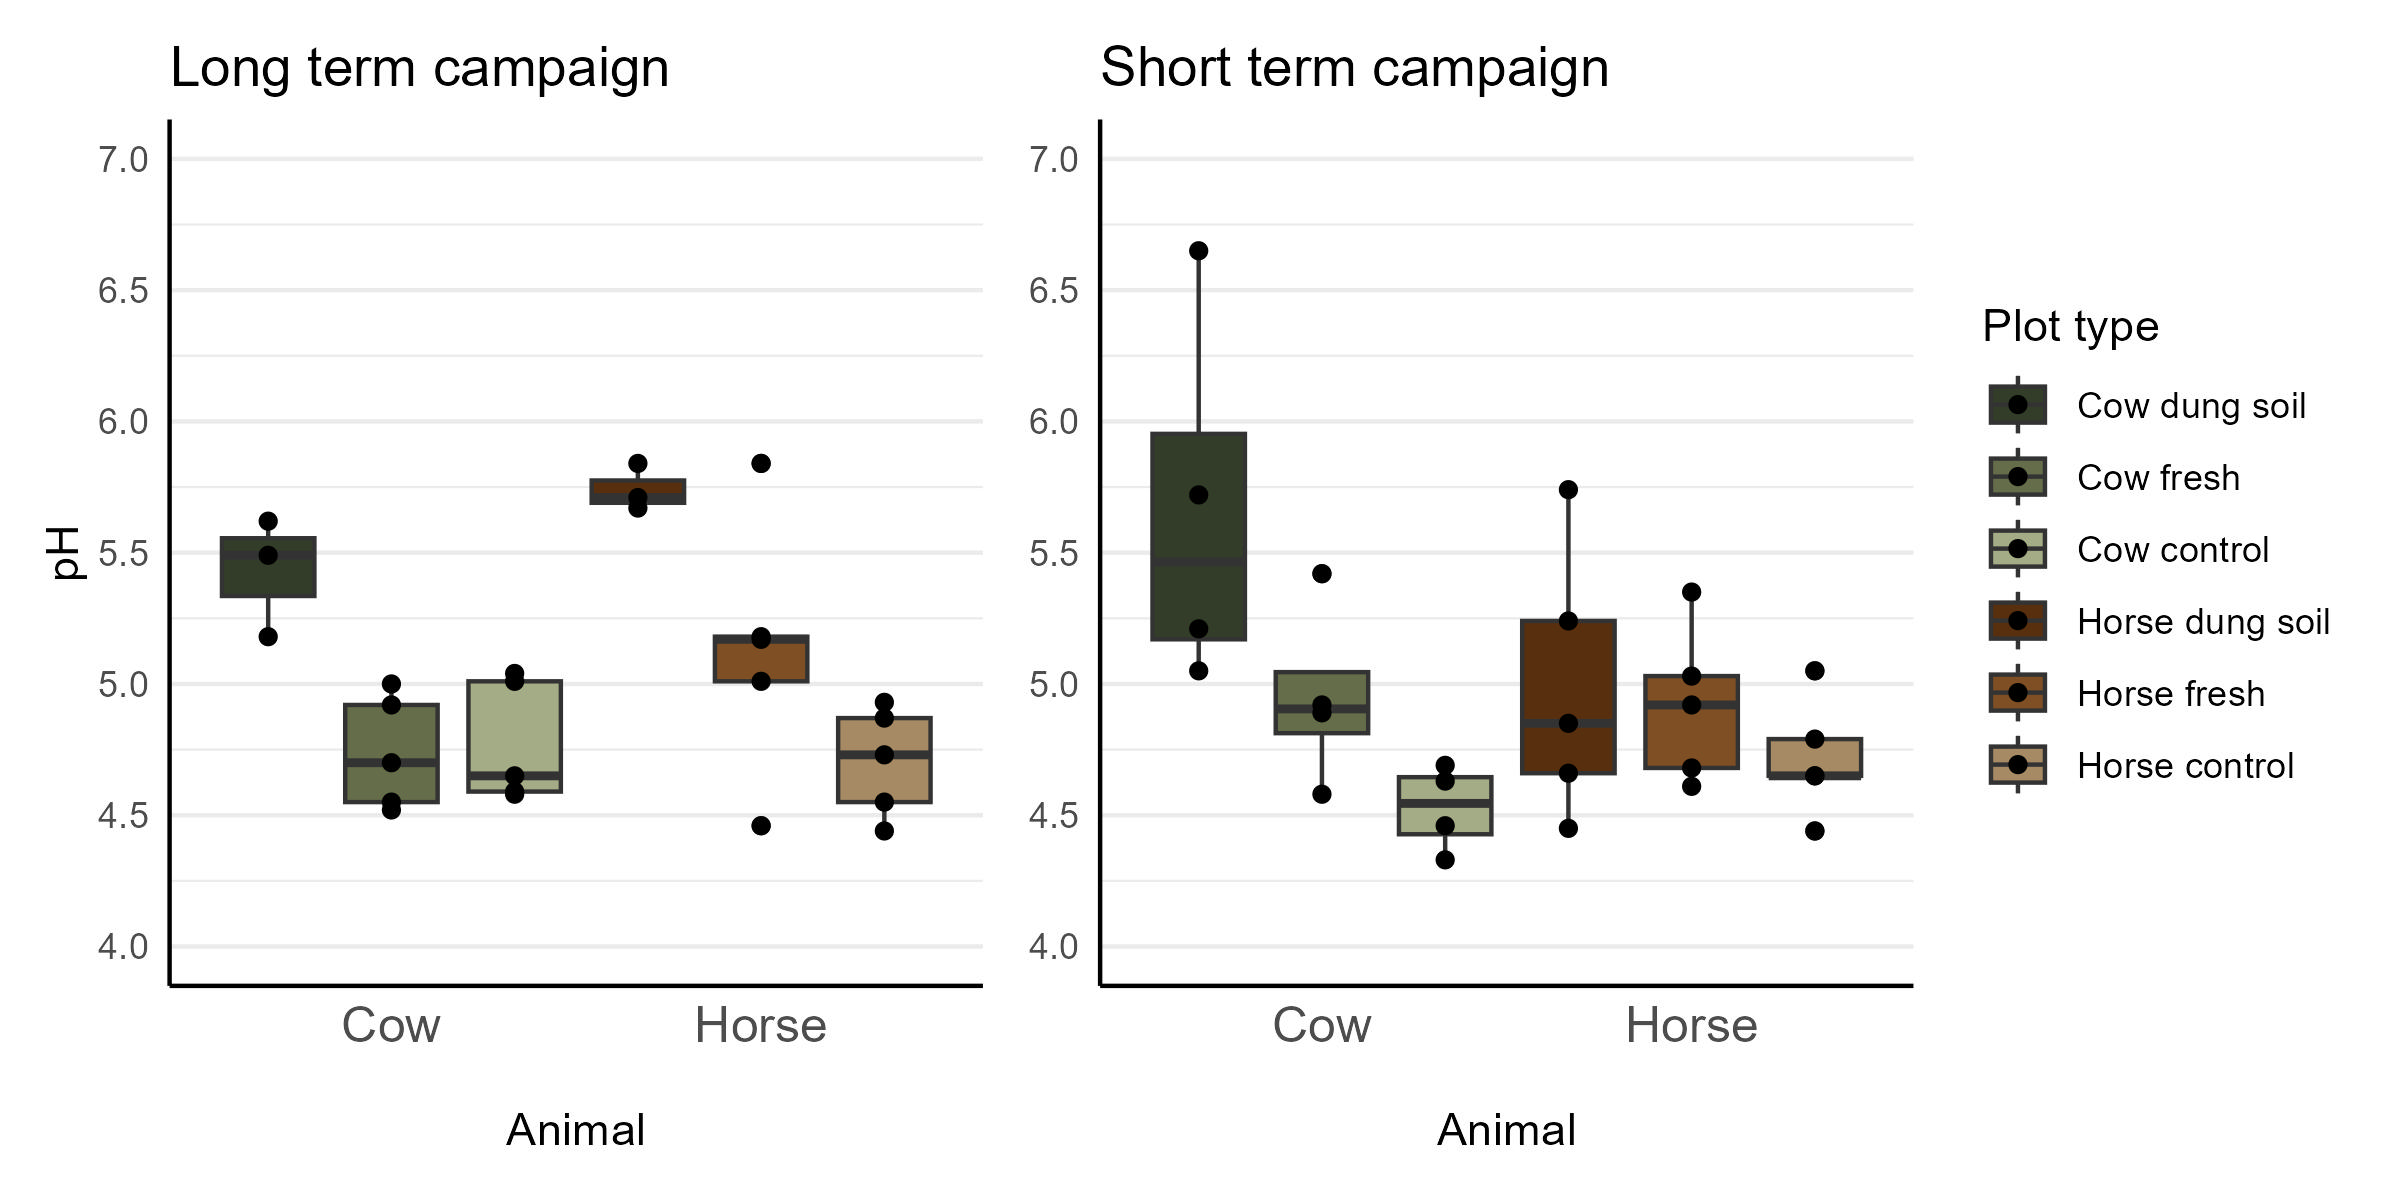 Long term campaign
Short term campaign
pH
7.0
6.5
6.0
5.5
5.0
4.5
4.0
Cow
Horse
Animal
7.0
6.5
6.0
5.5
5.0
4.5
4.0
Cow
Horse
Animal
Plot type
Cow dung soil
Cow fresh
Cow control
Horse dung soil
Horse fresh
Horse control